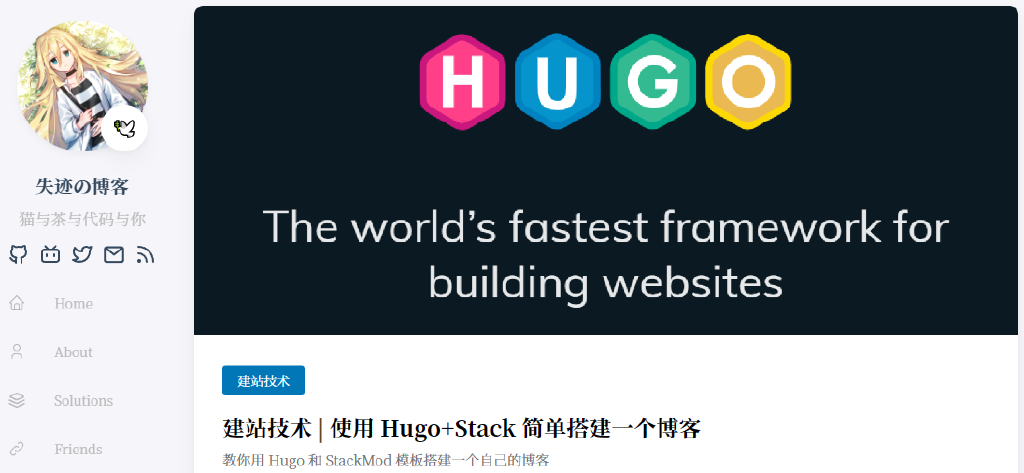 失迹の博客
猫与茶与代码与你
Home
About
Solutions
Friends
HUGO
The world's fastest framework for
building websites
建站技术
建站技术 | 使用 Hugo+Stack 简单搭建一个博客
教你用 Hugo 和 StackMod 模板搭建一个自己的博客